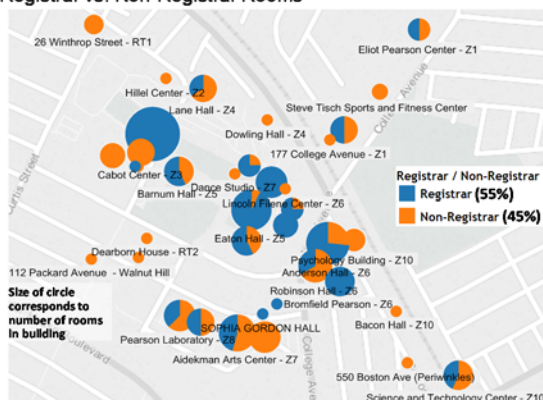 Registrar vs. Non-Registrar Rooms
26 Winthrop Street - RT1
Eliot Pearson Center - Z1
College Avenue
Hillel Center - Z2
Lane Hall - Z4
Steve Tisch Sports and Fitness Center
Dowling Hall - Z4
177 College Avenue - Z1
Cabot Center - Z3
Barnum Hall - Z5
Dance Studio - Z7
Lincoln Filene Center - Z6
Registrar / Non-Registrar
Registrar (55%)
Non-Registrar (45%)
Eaton Hall - Z5
Dearborn House - RT2
Psychology Building - Z10
112 Packard Avenue - Walnut Hill
Anderson Hall - Z6
Robinson Hall - Z6
Size of circle
corresponds to
number of rooms
in building
Bromfield Pearson - Z6
SOPHIA GORDON HALL
Bacon Hall - Z10
Pearson Laboratory - Z8
Aidekman Arts Center - Z7
College Ave
550 Boston Ave (Periwinkles)
Science and Technology Center - Z10